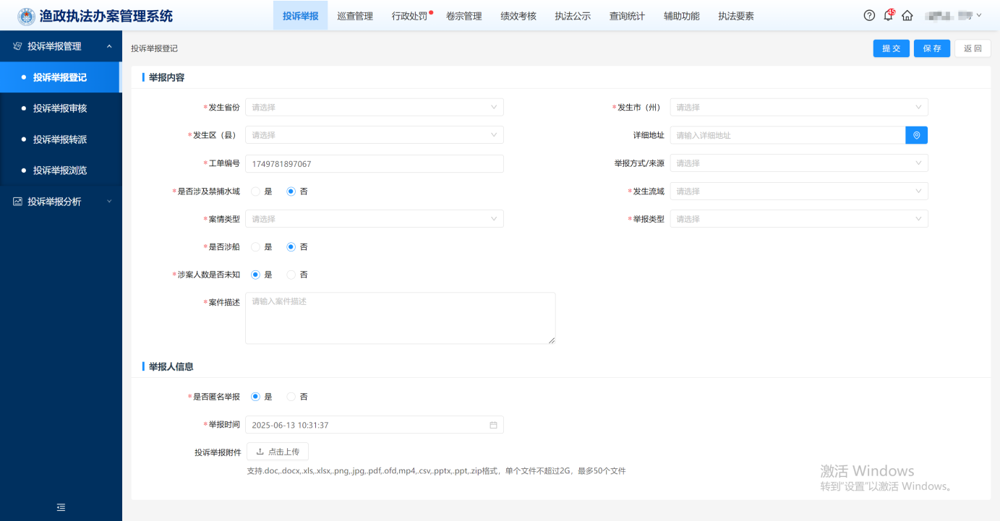 渔政执法办案管理系统
投诉举报 巡查管理 行政处罚 卷宗管理 绩效考核 执法公示 查询统计 辅助功能 执法要素
45
投诉举报管理
投诉举报登记
投诉举报审核
投诉举报转派
投诉举报浏览
投诉举报分析
投诉举报登记
提 交 保 存 返 回
举报内容
*发生省份 请选择 *发生市（州） 请选择
*发生区（县） 请选择 详细地址 请输入详细地址
*工单编号 1749781897067 举报方式/来源 请选择
*是否涉及禁捕水域 是 否 *发生流域 请选择
*案情类型 请选择 *举报类型 请选择
*是否涉船 是 否
*涉案人数是否未知 是 否
*案件描述 请输入案件描述
举报人信息
*是否匿名举报 是 否
*举报时间 2025-06-13 10:31:37
投诉举报附件 点击上传
支持.doc,.docx,.xls,.xlsx,.png,.jpg,.pdf,.ofd,mp4,.csv,.pptx,.ppt,.zip格式，单个文件不超过2G，最多50个文件
激活 Windows
转到"设置"以激活 Windows。